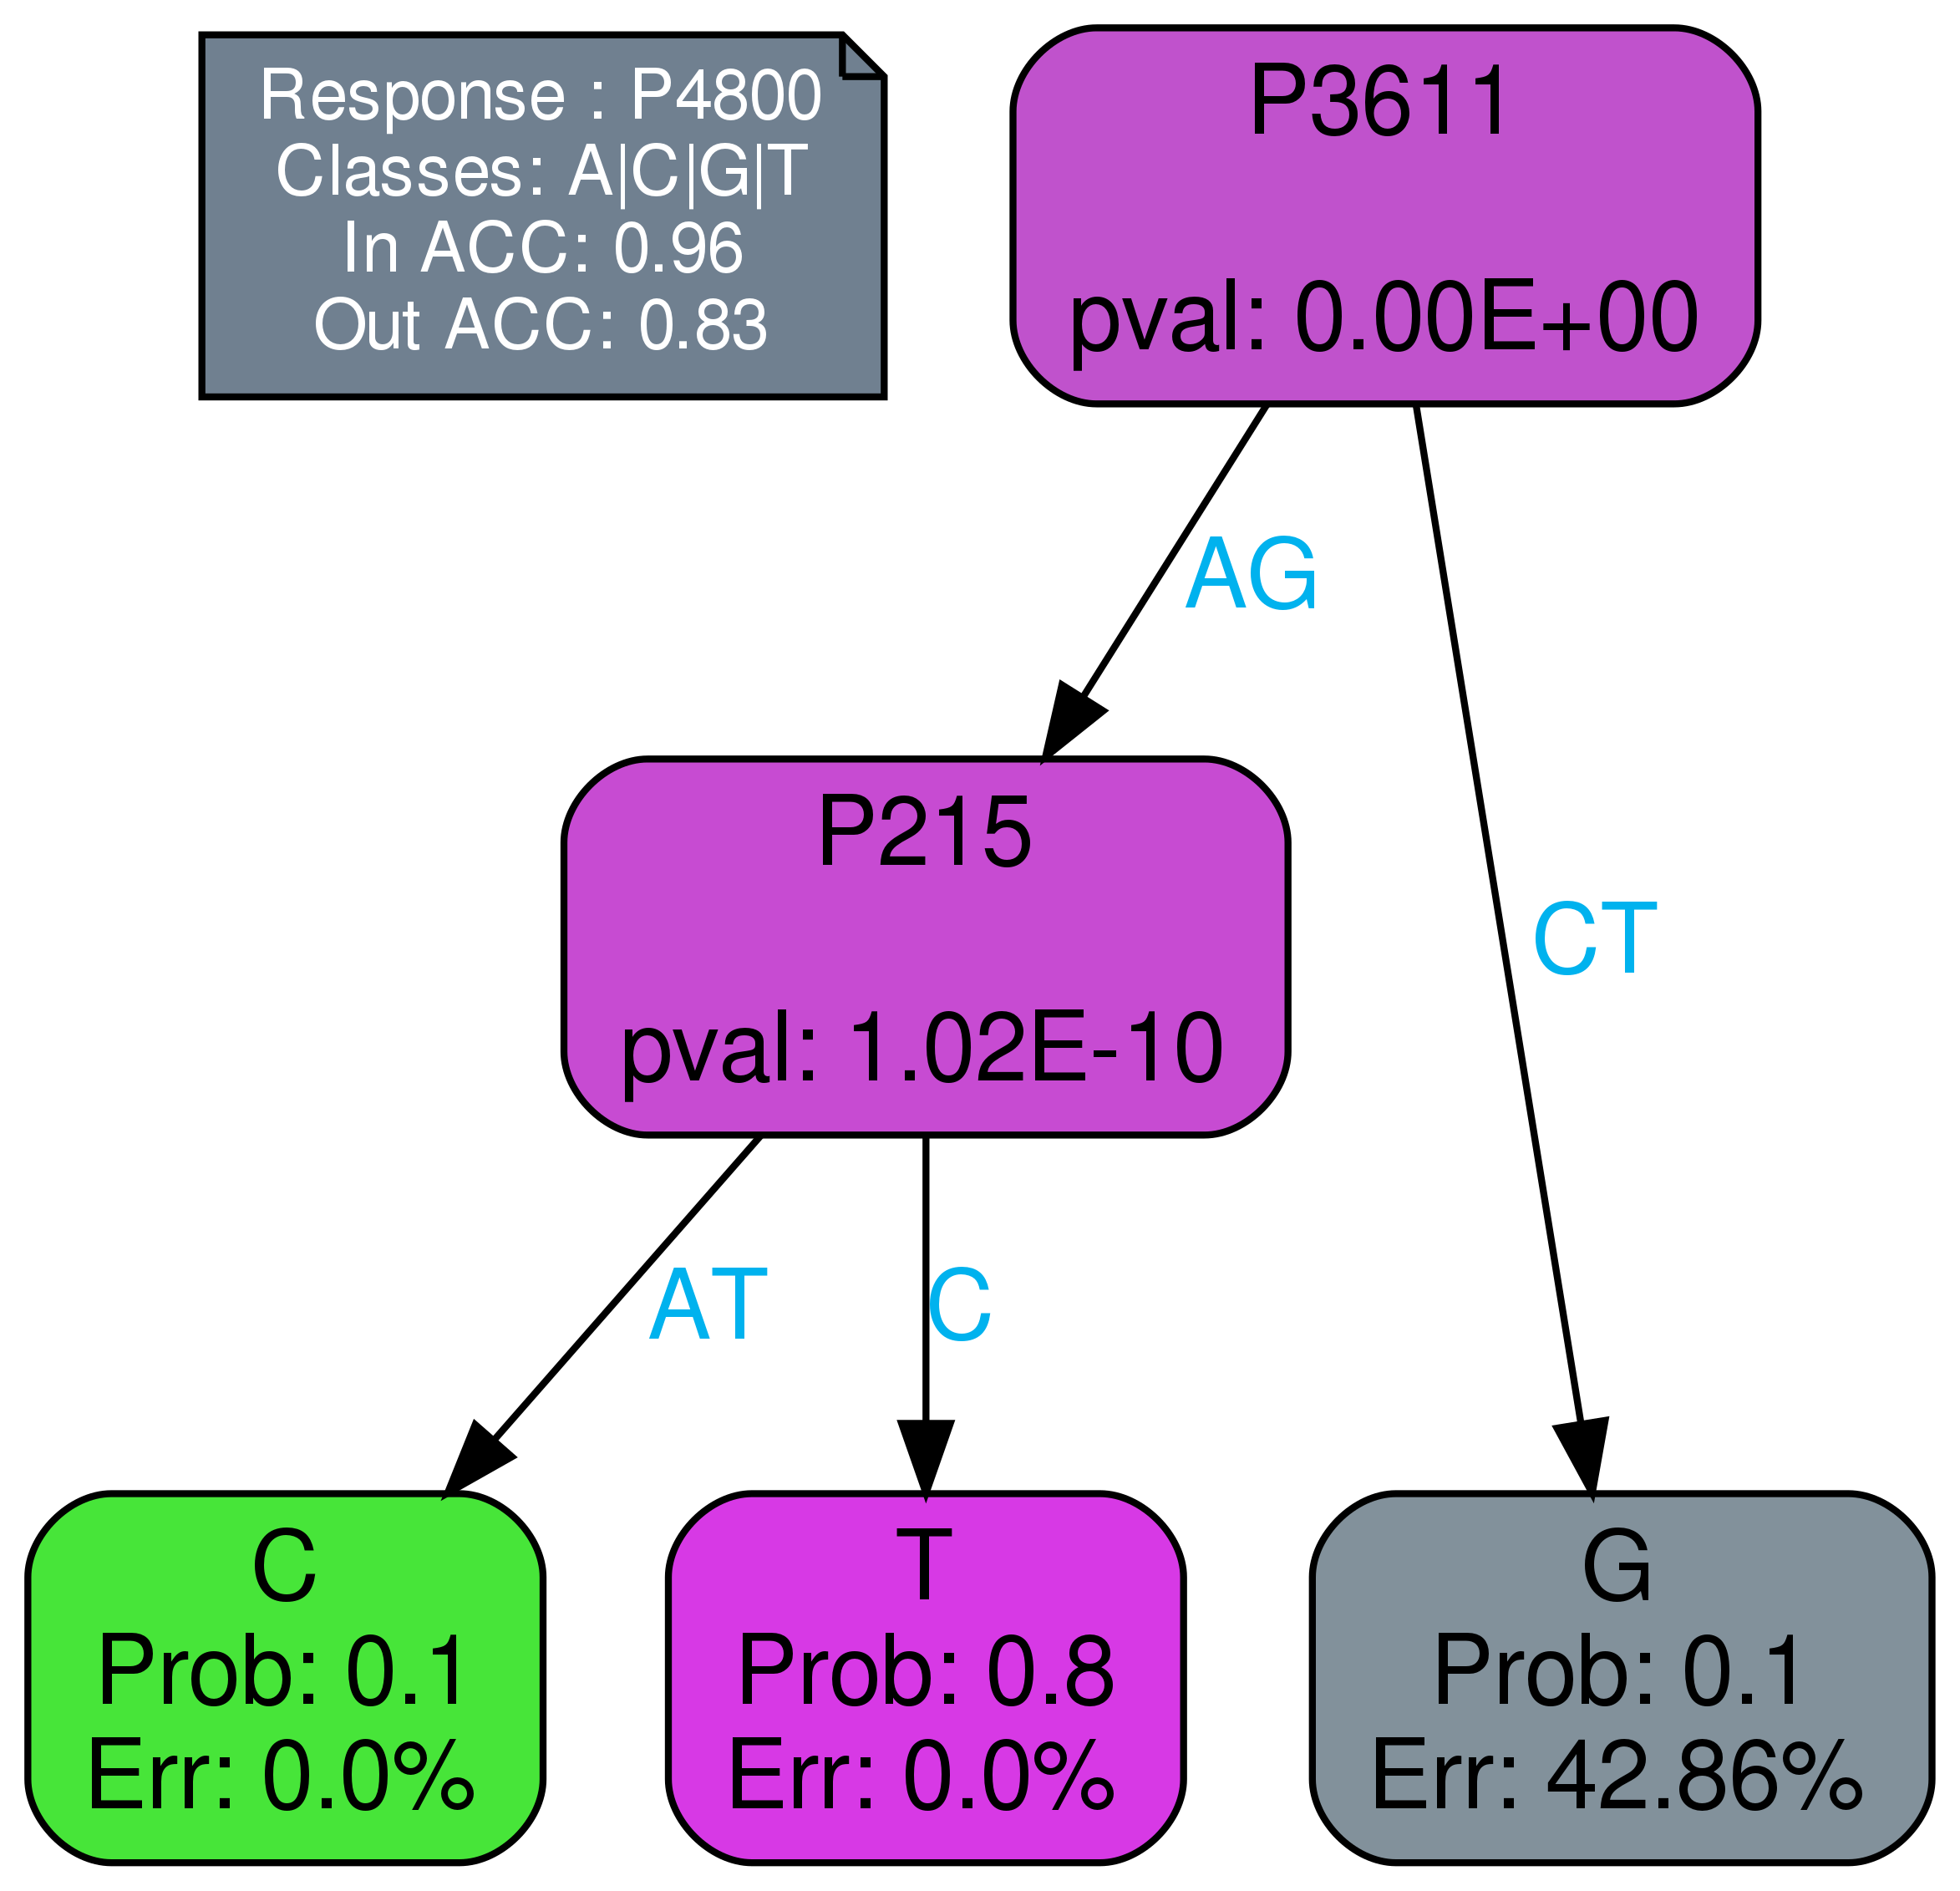 Response : P4800
Classes: A|C|G|T
In ACC: 0.96
Out ACC: 0.83
P3611
pval: 0.00E+00
AG
CT
P215
pval: 1.02E-10
AT
C
C
Prob: 0.1
Err: 0.0%
T
Prob: 0.8
Err: 0.0%
G
Prob: 0.1
Err: 42.86%